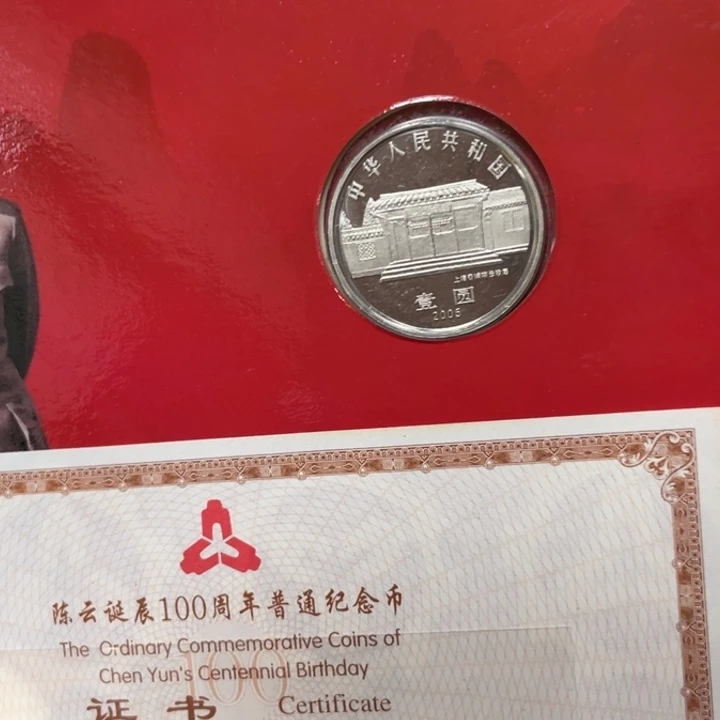 中华人民共和国
壹圆
2005
陈云诞辰100周年普通纪念币
The Ordinary Commemorative Coins of
Chen Yun's Centennial Birthday
100
证书 Certificate